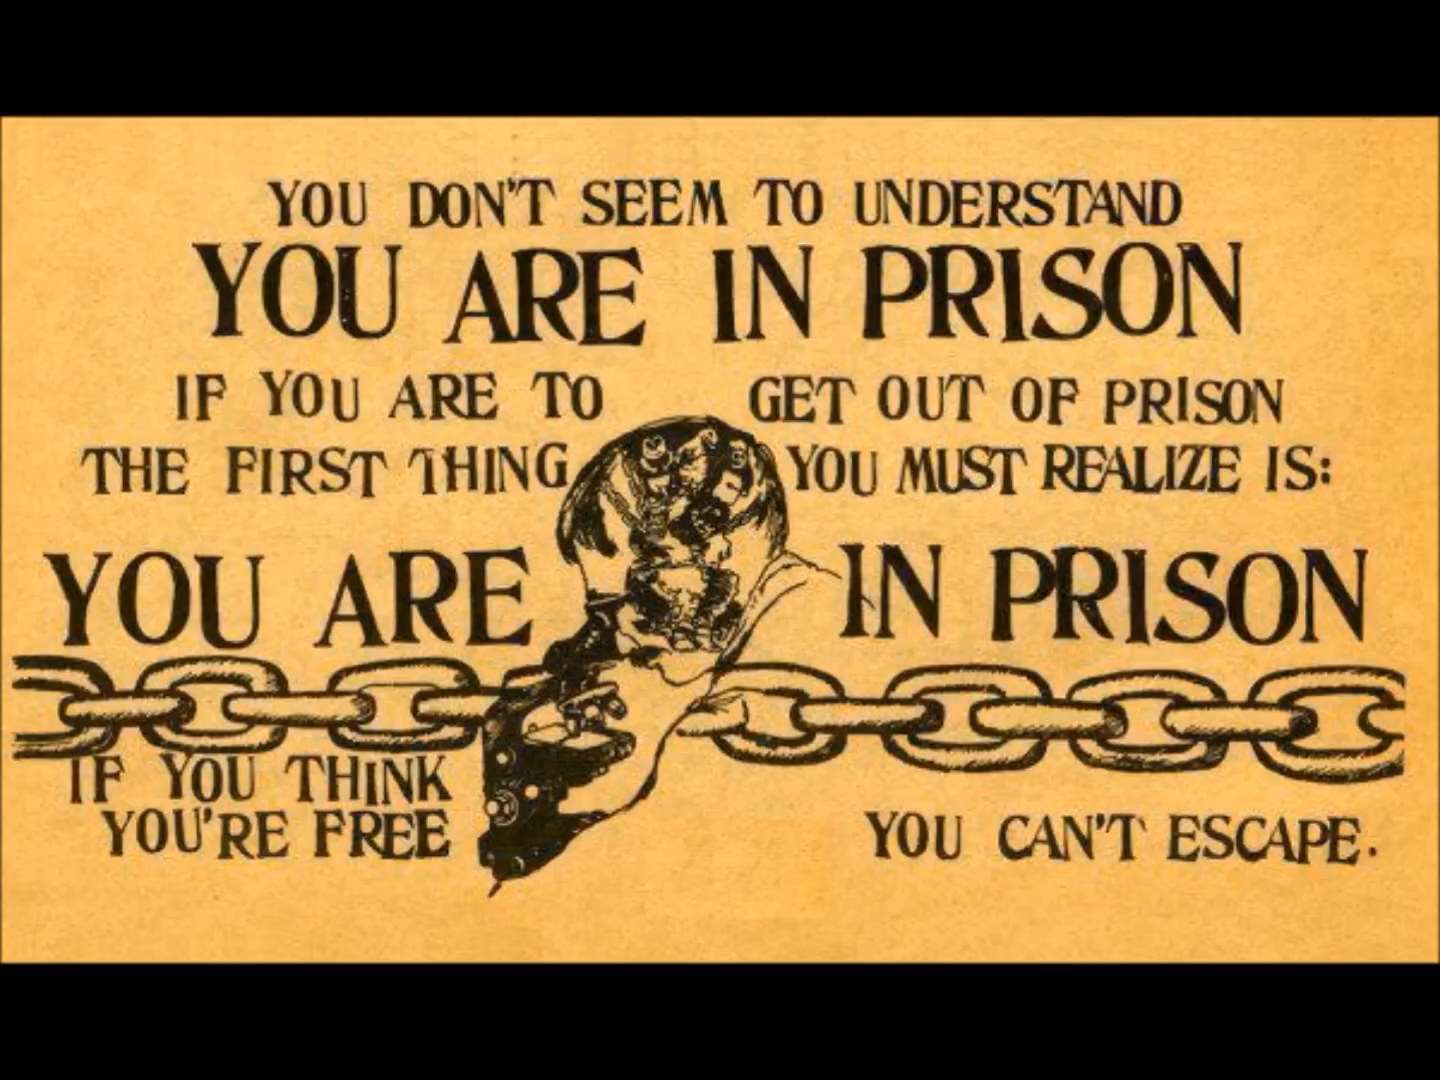 YOU DON'T SEEM TO UNDERSTAND
YOU ARE IN PRISON
IF YOU ARE TO GET OUT OF PRISON
THE FIRST THING YOU MUST REALIZE IS:
YOU ARE IN PRISON
IF YOU THINK
YOU'RE FREE YOU CAN'T ESCAPE.